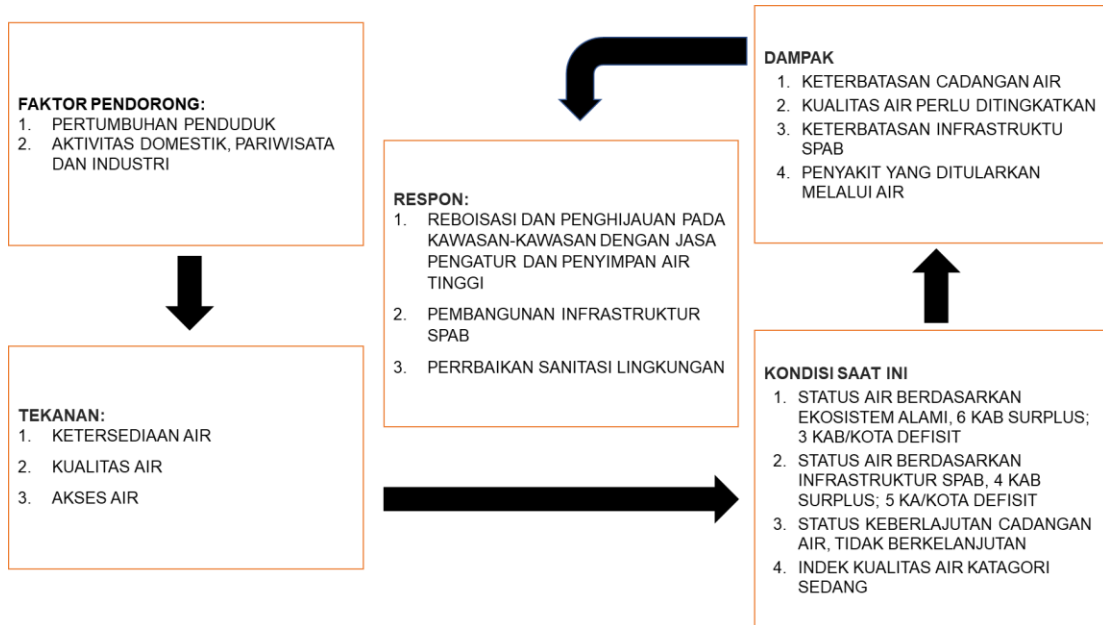 FAKTOR PENDORONG:
1. PERTUMBUHAN PENDUDUK
2. AKTIVITAS DOMESTIK, PARIWISATA
DAN INDUSTRI
TEKANAN:
1. KETERSEDIAAN AIR
2. KUALITAS AIR
3. AKSES AIR
RESPON:
1. REBOISASI DAN PENGHIJAUAN PADA
KAWASAN-KAWASAN DENGAN JASA
PENGATUR DAN PENYIMPAN AIR
TINGGI
2. PEMBANGUNAN INFRASTRUKTUR
SPAB
3. PERRBAIKAN SANITASI LINGKUNGAN
DAMPAK
1. KETERBATASAN CADANGAN AIR
2. KUALITAS AIR PERLU DITINGKATKAN
3. KETERBATASAN INFRASTRUKTU
SPAB
4. PENYAKIT YANG DITULARKAN
MELALUI AIR
KONDISI SAAT INI
1. STATUS AIR BERDASARKAN
EKOSISTEM ALAMI, 6 KAB SURPLUS;
3 KAB/KOTA DEFISIT
2. STATUS AIR BERDASARKAN
INFRASTRUKTUR SPAB, 4 KAB
SURPLUS; 5 KA/KOTA DEFISIT
3. STATUS KEBERLAJUTAN CADANGAN
AIR, TIDAK BERKELANJUTAN
4. INDEK KUALITAS AIR KATAGORI
SEDANG